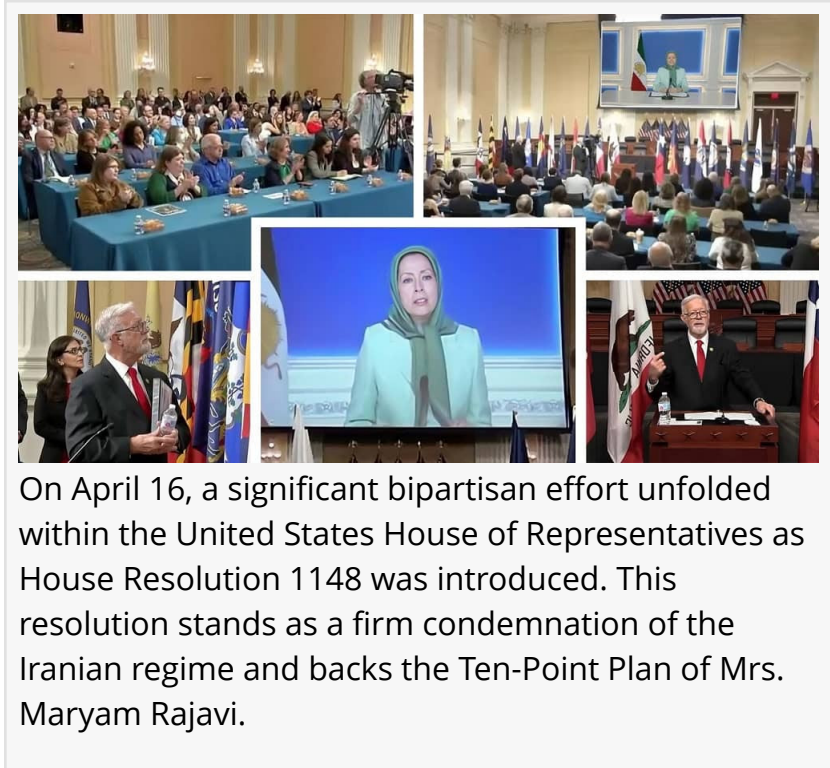 On April 16, a significant bipartisan effort unfolded
within the United States House of Representatives as
House Resolution 1148 was introduced. This
resolution stands as a firm condemnation of the
Iranian regime and backs the Ten-Point Plan of Mrs.
Maryam Rajavi.